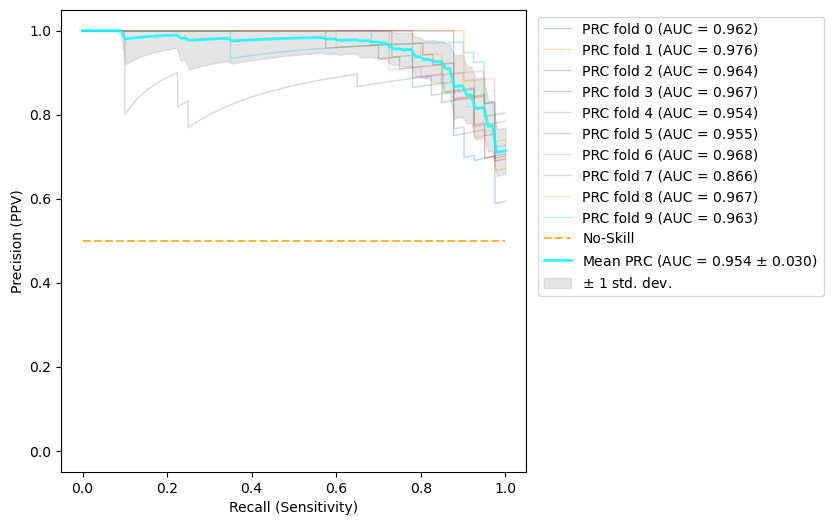 1.0
0.8
0.6
0.4
0.2
0.0
Precision (PPV)
0.0 0.2 0.4 0.6 0.8 1.0
Recall (Sensitivity)
PRC fold 0 (AUC = 0.962)
PRC fold 1 (AUC = 0.976)
PRC fold 2 (AUC = 0.964)
PRC fold 3 (AUC = 0.967)
PRC fold 4 (AUC = 0.954)
PRC fold 5 (AUC = 0.955)
PRC fold 6 (AUC = 0.968)
PRC fold 7 (AUC = 0.866)
PRC fold 8 (AUC = 0.967)
PRC fold 9 (AUC = 0.963)
No-Skill
Mean PRC (AUC = 0.954 ± 0.030)
± 1 std. dev.